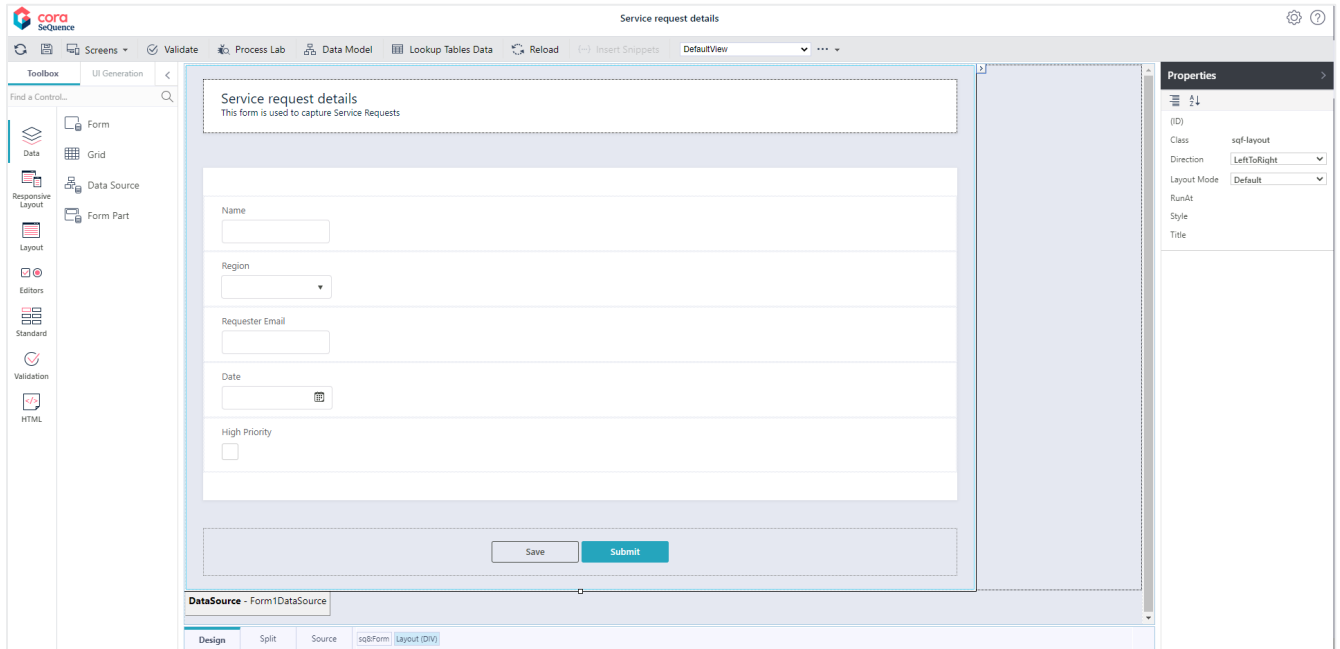 cora
SeQuence
Service request details
Screens
Validate
Process Lab
Data Model
Lookup Tables Data
Reload
Insert Snippets
DefaultView
Toolbox
UI Generation
Find a Control...
Data
Responsive
Layout
Layout
Editors
Standard
Validation
HTML
Form
Grid
Data Source
Form Part
Service request details
This form is used to capture Service Requests
Name
Region
Requester Email
Date
High Priority
Save
Submit
DataSource - Form1DataSource
Design
Split
Source
sq8:Form
Layout (DIV)
Properties
(ID)
Class sqf-layout
Direction LeftToRight
Layout Mode Default
RunAt
Style
Title